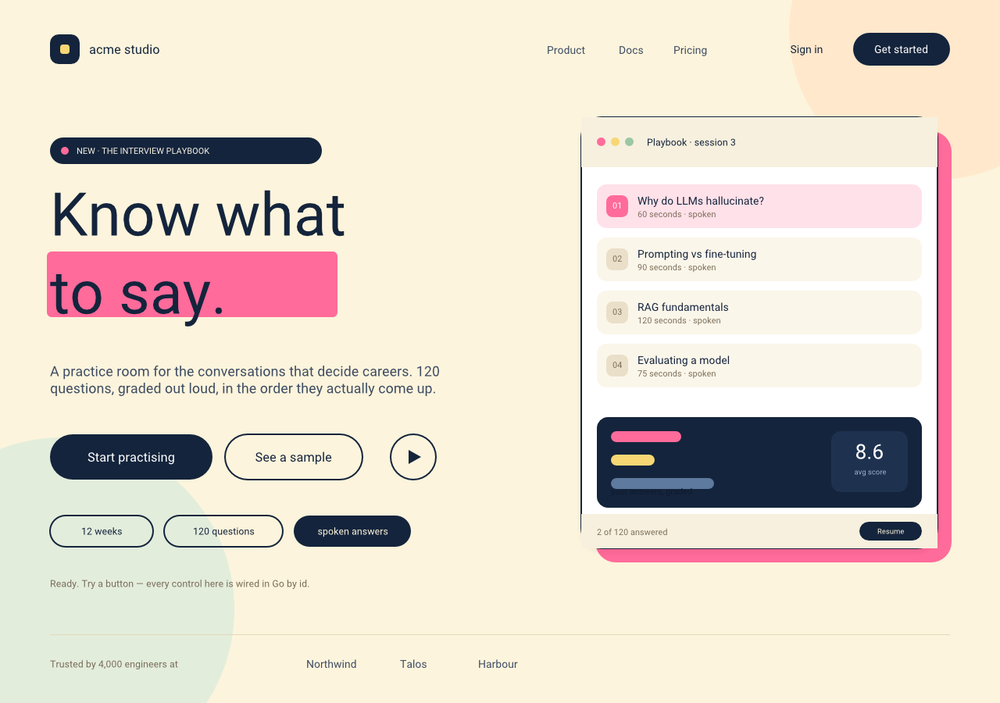 acme studio
Product
Docs
Pricing
Sign in
Get started
NEW · THE INTERVIEW PLAYBOOK
Know what
to say.
A practice room for the conversations that decide careers. 120
questions, graded out loud, in the order they actually come up.
Start practising
See a sample
12 weeks
120 questions
spoken answers
Ready. Try a button — every control here is wired in Go by id.
Playbook · session 3
01
Why do LLMs hallucinate?
60 seconds · spoken
02
Prompting vs fine-tuning
90 seconds · spoken
03
RAG fundamentals
120 seconds · spoken
04
Evaluating a model
75 seconds · spoken
8.6
avg score
2 of 120 answered
Resume
Trusted by 4,000 engineers at
Northwind
Talos
Harbour